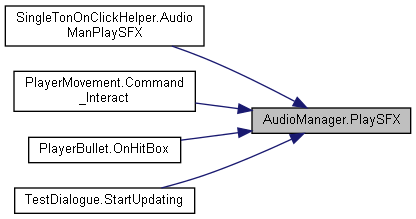 SingleTonOnClickHelper.Audio
ManPlaySFX
PlayerMovement.Command
_Interact
AudioManager.PlaySFX
PlayerBullet.OnHitBox
TestDialogue.StartUpdating